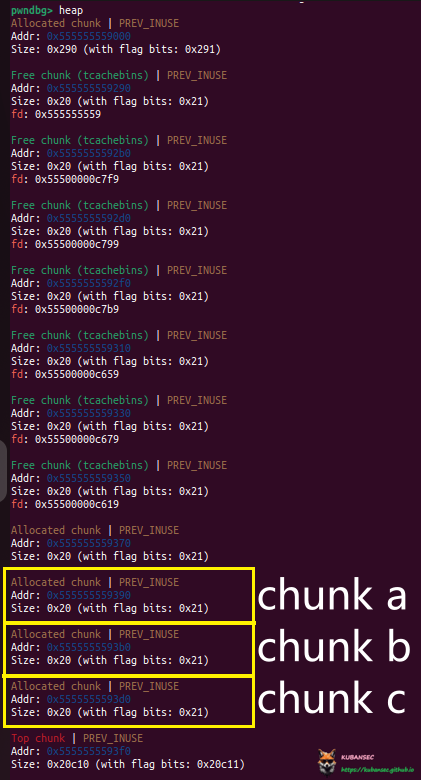 pwndbg> heap
Allocated chunk | PREV_INUSE
Addr: 0x555555559000
Size: 0x290 (with flag bits: 0x291)
Free chunk (tcachebins) | PREV_INUSE
Addr: 0x555555559290
Size: 0x20 (with flag bits: 0x21)
fd: 0x555555559
Free chunk (tcachebins) | PREV_INUSE
Addr: 0x5555555592b0
Size: 0x20 (with flag bits: 0x21)
fd: 0x55500000c7f9
Free chunk (tcachebins) | PREV_INUSE
Addr: 0x5555555592d0
Size: 0x20 (with flag bits: 0x21)
fd: 0x55500000c799
Free chunk (tcachebins) | PREV_INUSE
Addr: 0x5555555592f0
Size: 0x20 (with flag bits: 0x21)
fd: 0x55500000c7b9
Free chunk (tcachebins) | PREV_INUSE
Addr: 0x555555559310
Size: 0x20 (with flag bits: 0x21)
fd: 0x55500000c659
Free chunk (tcachebins) | PREV_INUSE
Addr: 0x555555559330
Size: 0x20 (with flag bits: 0x21)
fd: 0x55500000c679
Free chunk (tcachebins) | PREV_INUSE
Addr: 0x555555559350
Size: 0x20 (with flag bits: 0x21)
fd: 0x55500000c619
Allocated chunk | PREV_INUSE
Addr: 0x555555559370
Size: 0x20 (with flag bits: 0x21)
Allocated chunk | PREV_INUSE
Addr: 0x555555559390
Size: 0x20 (with flag bits: 0x21)
chunk a
Allocated chunk | PREV_INUSE
Addr: 0x5555555593b0
Size: 0x20 (with flag bits: 0x21)
chunk b
Allocated chunk | PREV_INUSE
Addr: 0x5555555593d0
Size: 0x20 (with flag bits: 0x21)
chunk c
Top chunk | PREV_INUSE
Addr: 0x5555555593f0
Size: 0x20c10 (with flag bits: 0x20c11)
KUBANSEC
https://kubansec.github.io